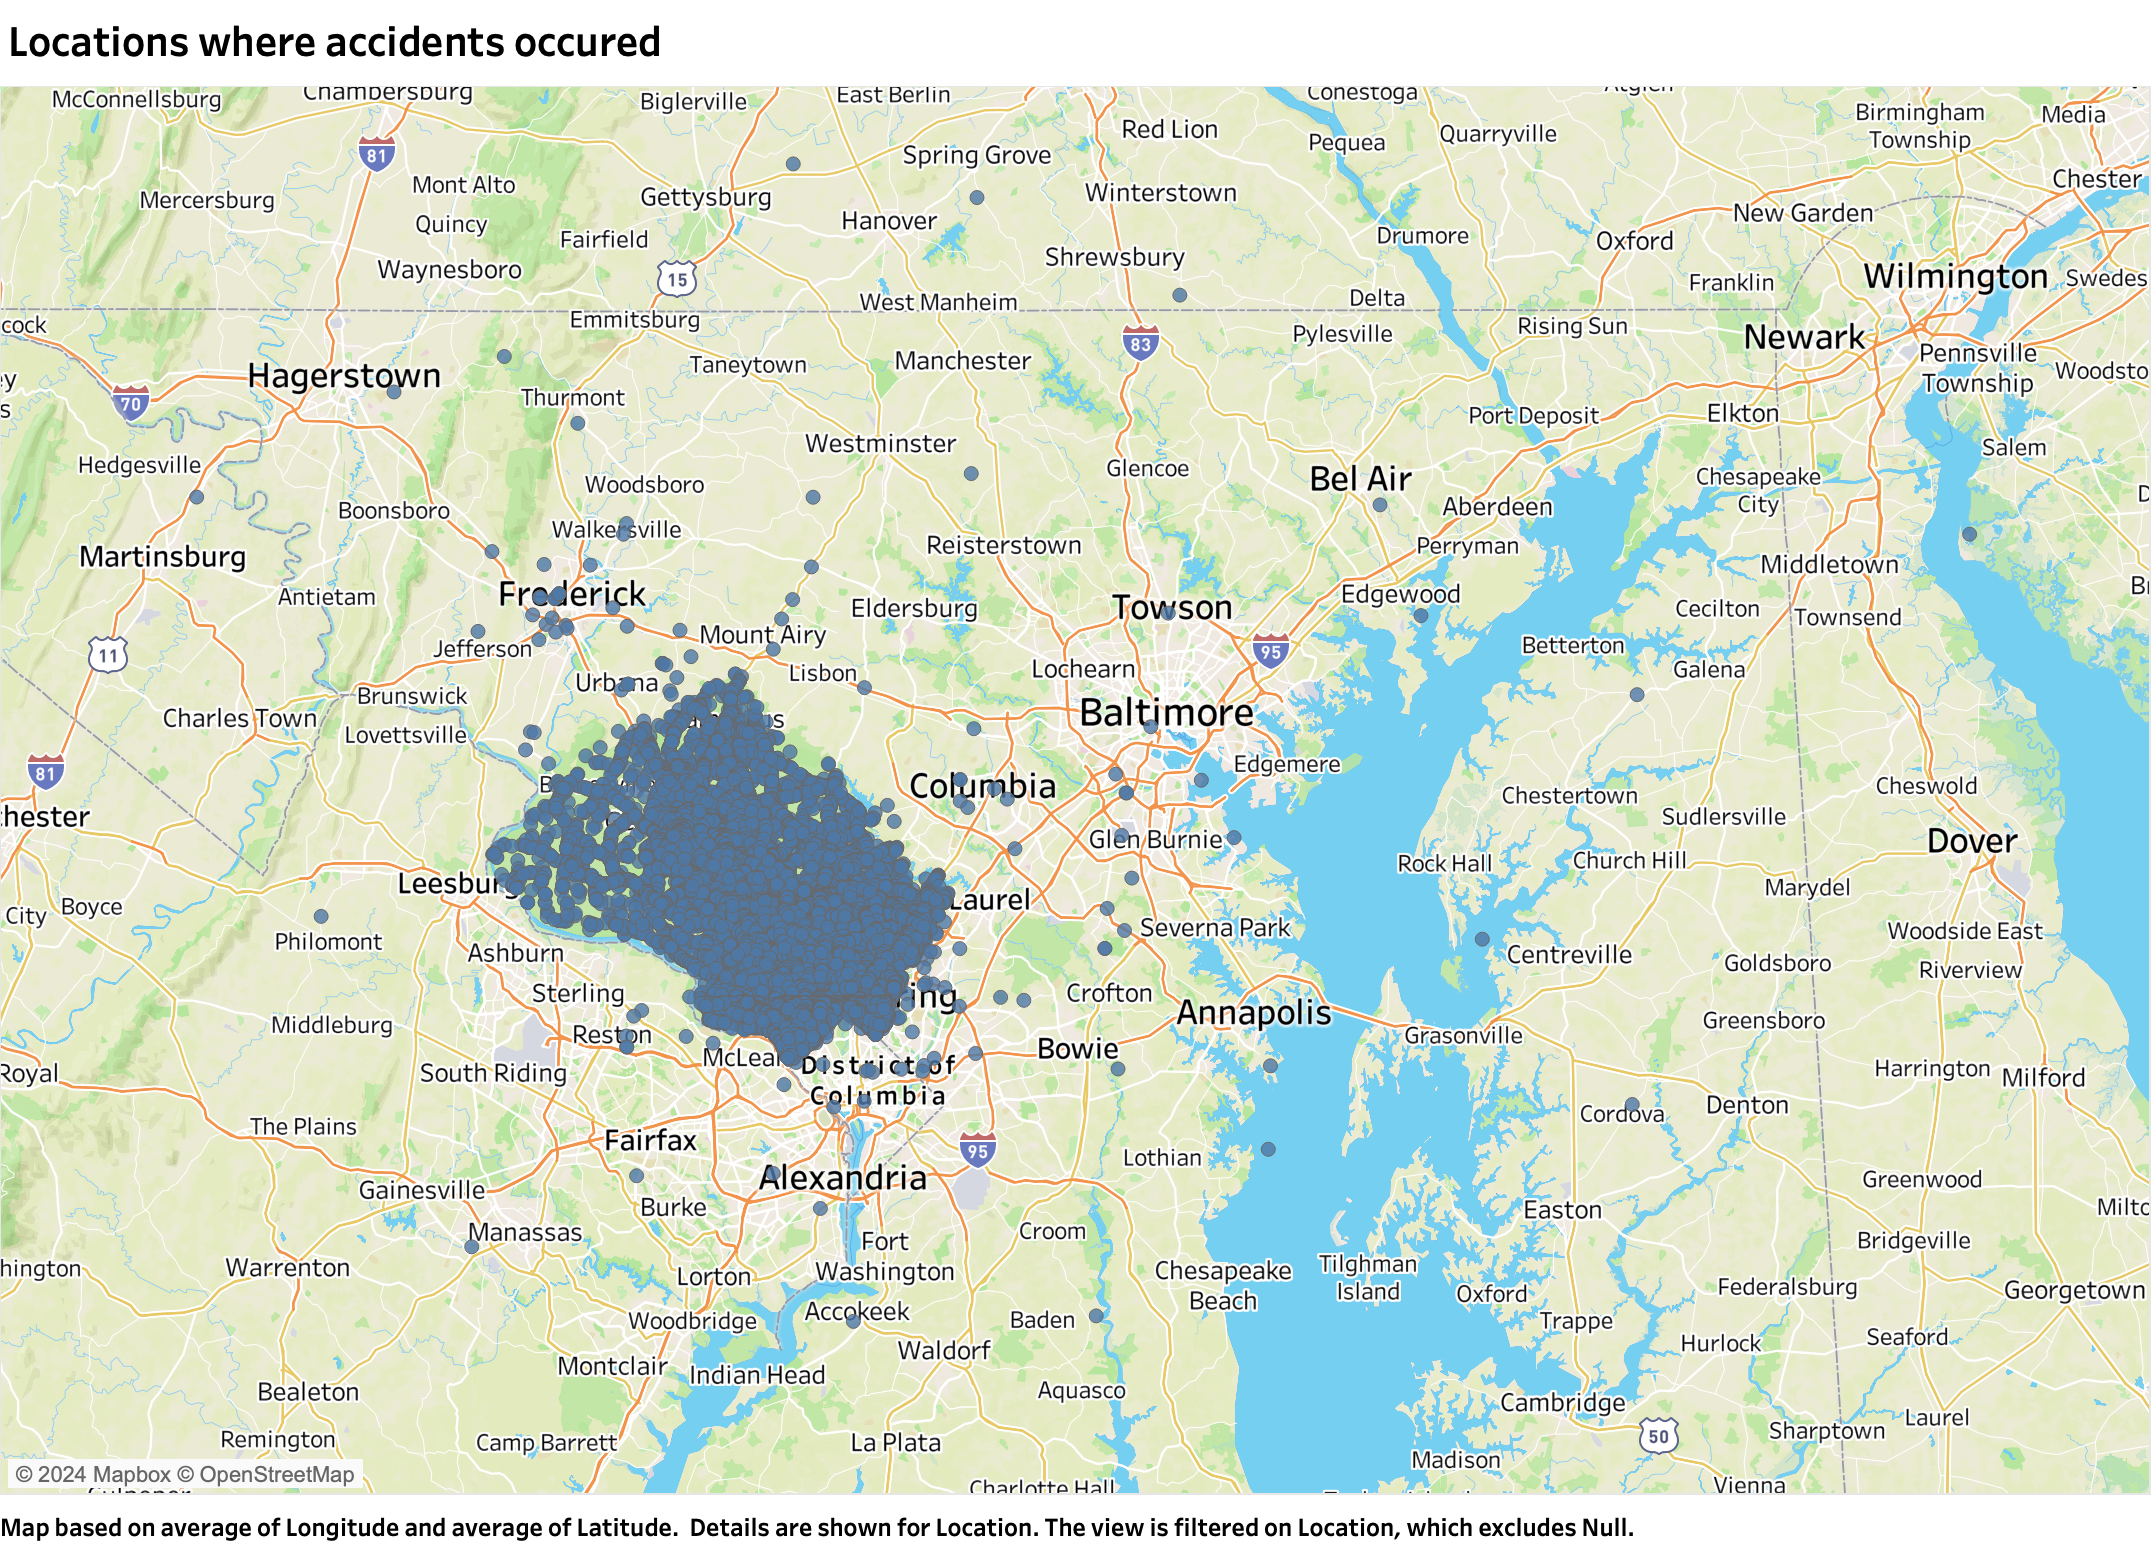 Locations where accidents occured
McConnellsburg
Chambersburg
Biglerville
East Berlin
Conestoga
Birmingham
Township
Media
Red Lion
Pequea
Quarryville
81
Spring Grove
Chester
Mont Alto
Mercersburg
Gettysburg
Winterstown
New Garden
Quincy
Hanover
Fairfield
Drumore
Oxford
Waynesboro
Shrewsbury
15
Franklin
Wilmington
Swedes
West Manheim
Delta
cock
Emmitsburg
Pylesville
Rising Sun
Newark
83
Hagerstown
Taneytown
Manchester
Pennsville
Township
Woodsto
70
Thurmont
Port Deposit
Elkton
Westminster
Salem
Hedgesville
Glencoe
Bel Air
Chesapeake
City
Woodsboro
Boonsboro
Aberdeen
Walkersville
Martinsburg
Reisterstown
Perryman
Middletown
Antietam
Frederick
Eldersburg
Towson
Edgewood
Cecilton
Townsend
Mount Airy
Jefferson
Betterton
11
95
Lisbon
Lochearn
Galena
Urbana
Brunswick
Charles Town
Baltimore
Lovettsville
81
Edgemere
Columbia
Chestertown
Cheswold
hester
Sudlersville
Glen Burnie
Dover
Rock Hall
Church Hill
Leesburg
Marydel
City
Boyce
Laurel
Philomont
Severna Park
Woodside East
Ashburn
Centreville
Goldsboro
Riverview
Sterling
ring
Crofton
Annapolis
Middleburg
Reston
Greensboro
Grasonville
Bowie
McLean
District of
Columbia
Royal
South Riding
Harrington
Milford
The Plains
Cordova
Denton
Fairfax
95
Lothian
Alexandria
Gainesville
Greenwood
Burke
Easton
Milto
Manassas
Croom
Fort
Washington
Bridgeville
hington
Warrenton
Lorton
Chesapeake
Beach
Tilghman
Island
Oxford
Federalsburg
Georgetown
Woodbridge
Accokeek
Baden
Trappe
Hurlock
Seaford
Waldorf
Montclair
Indian Head
Bealeton
Aquasco
Cambridge
Laurel
Sharptown
Remington
Camp Barrett
La Plata
50
Madison
© 2024 Mapbox © OpenStreetMap
Charlotte Hall
Vienna
Map based on average of Longitude and average of Latitude.  Details are shown for Location. The view is filtered on Location, which excludes Null.